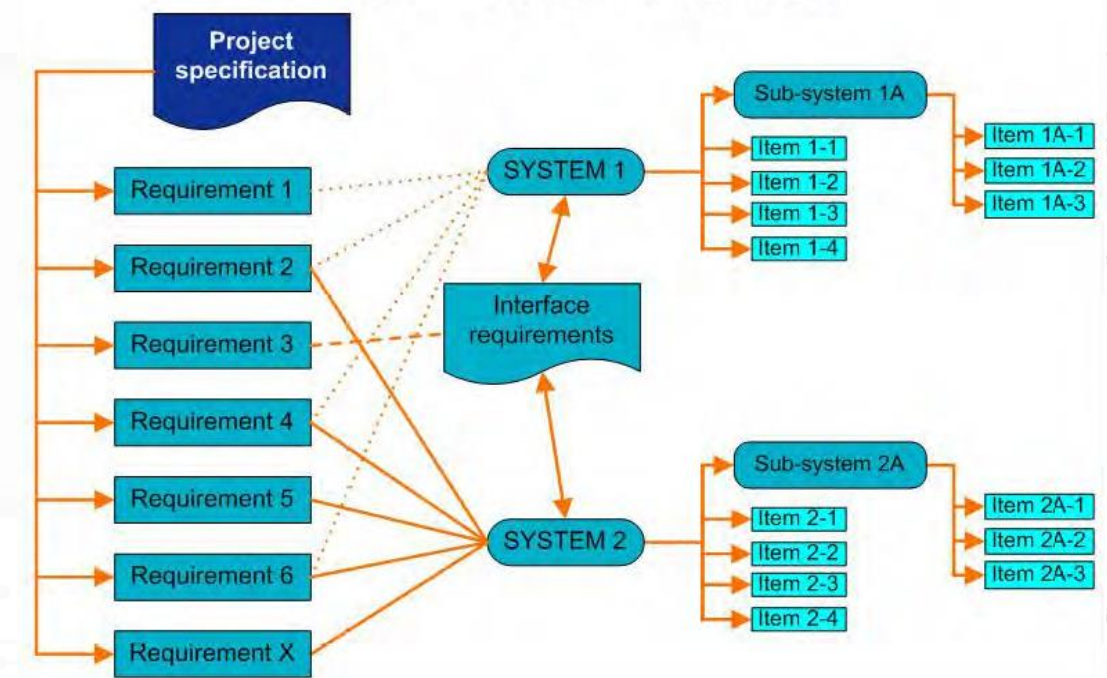 Project
specification
Requirement 1
Requirement 2
Requirement 3
Requirement 4
Requirement 5
Requirement 6
Requirement X
SYSTEM 1
Interface
requirements
SYSTEM 2
Sub-system 1A
Item 1-1
Item 1-2
Item 1-3
Item 1-4
Item 1A-1
Item 1A-2
Item 1A-3
Sub-system 2A
Item 2-1
Item 2-2
Item 2-3
Item 2-4
Item 2A-1
Item 2A-2
Item 2A-3